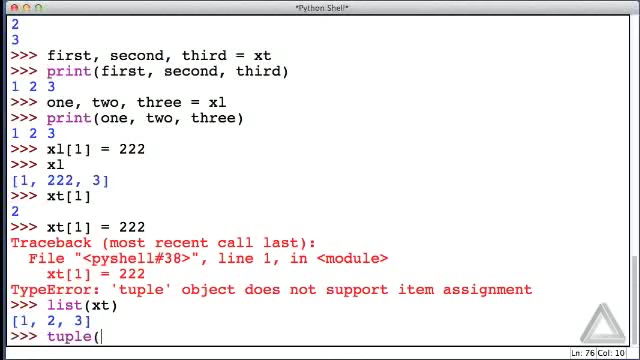 *Python Shell*
2
3
>>> first, second, third = xt
>>> print(first, second, third)
1 2 3
>>> one, two, three = xl
>>> print(one, two, three)
1 2 3
>>> xl[1] = 222
>>> xl
[1, 222, 3]
>>> xt[1]
2
>>> xt[1] = 222
Traceback (most recent call last):
  File "<pyshell#38>", line 1, in <module>
    xt[1] = 222
TypeError: 'tuple' object does not support item assignment
>>> list(xt)
[1, 2, 3]
>>> tuple(
Ln: 76 Col: 10